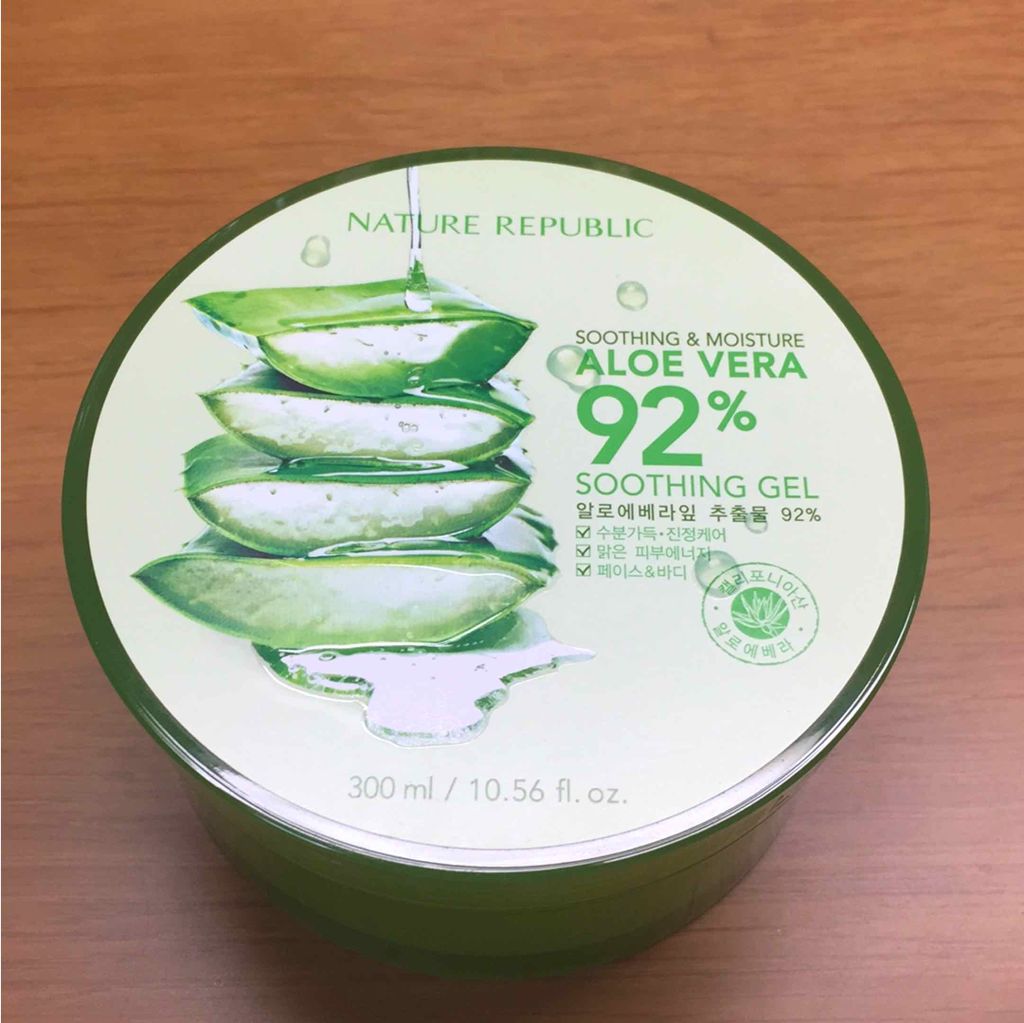 NATURE REPUBLIC
SOOTHING & MOISTURE
ALOE VERA
92%
SOOTHING GEL
알로에베라잎 추출물 92%
수분가득·진정케어
맑은 피부에너지
페이스&바디
캘리포니아산
알로에베라
300 ml / 10.56 fl. oz.